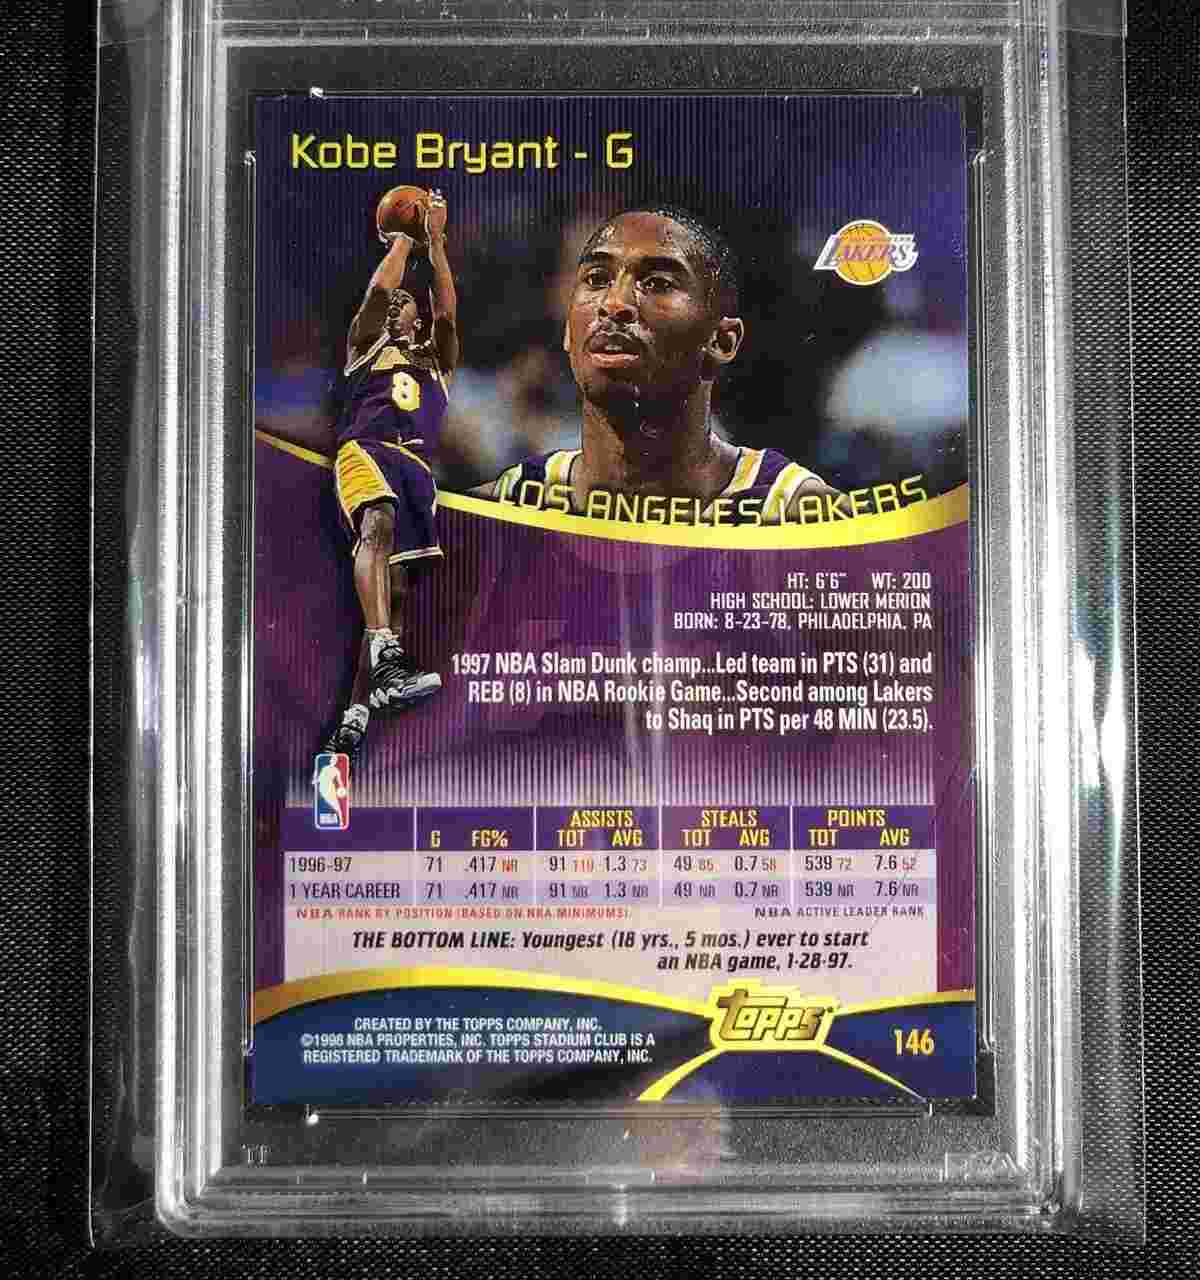 Kobe Bryant - G
LAKERS
8
LOS ANGELES LAKERS
HT: 6'6" WT: 200
HIGH SCHOOL: LOWER MERION
BORN: 8-23-78, PHILADELPHIA, PA
1997 NBA Slam Dunk champ...Led team in PTS (31) and
REB (8) in NBA Rookie Game...Second among Lakers
to Shaq in PTS per 48 MIN (23.5).
NBA
ASSISTS STEALS POINTS
G FG% TOT AVG TOT AVG TOT AVG
1996-97 71 .417 NR 91 110 1.3 73 49 86 0.7 58 539 72 7.6 52
1 YEAR CAREER 71 .417 NR 91 NR 1.3 NR 49 NR 0.7 NR 539 NR 7.6 NR
NBA RANK BY POSITION (BASED ON NBA MINIMUMS). NBA ACTIVE LEADER RANK
THE BOTTOM LINE: Youngest (18 yrs., 5 mos.) ever to start
an NBA game, 1-28-97.
topps
CREATED BY THE TOPPS COMPANY, INC.
©1998 NBA PROPERTIES, INC. TOPPS STADIUM CLUB IS A
REGISTERED TRADEMARK OF THE TOPPS COMPANY, INC.
146